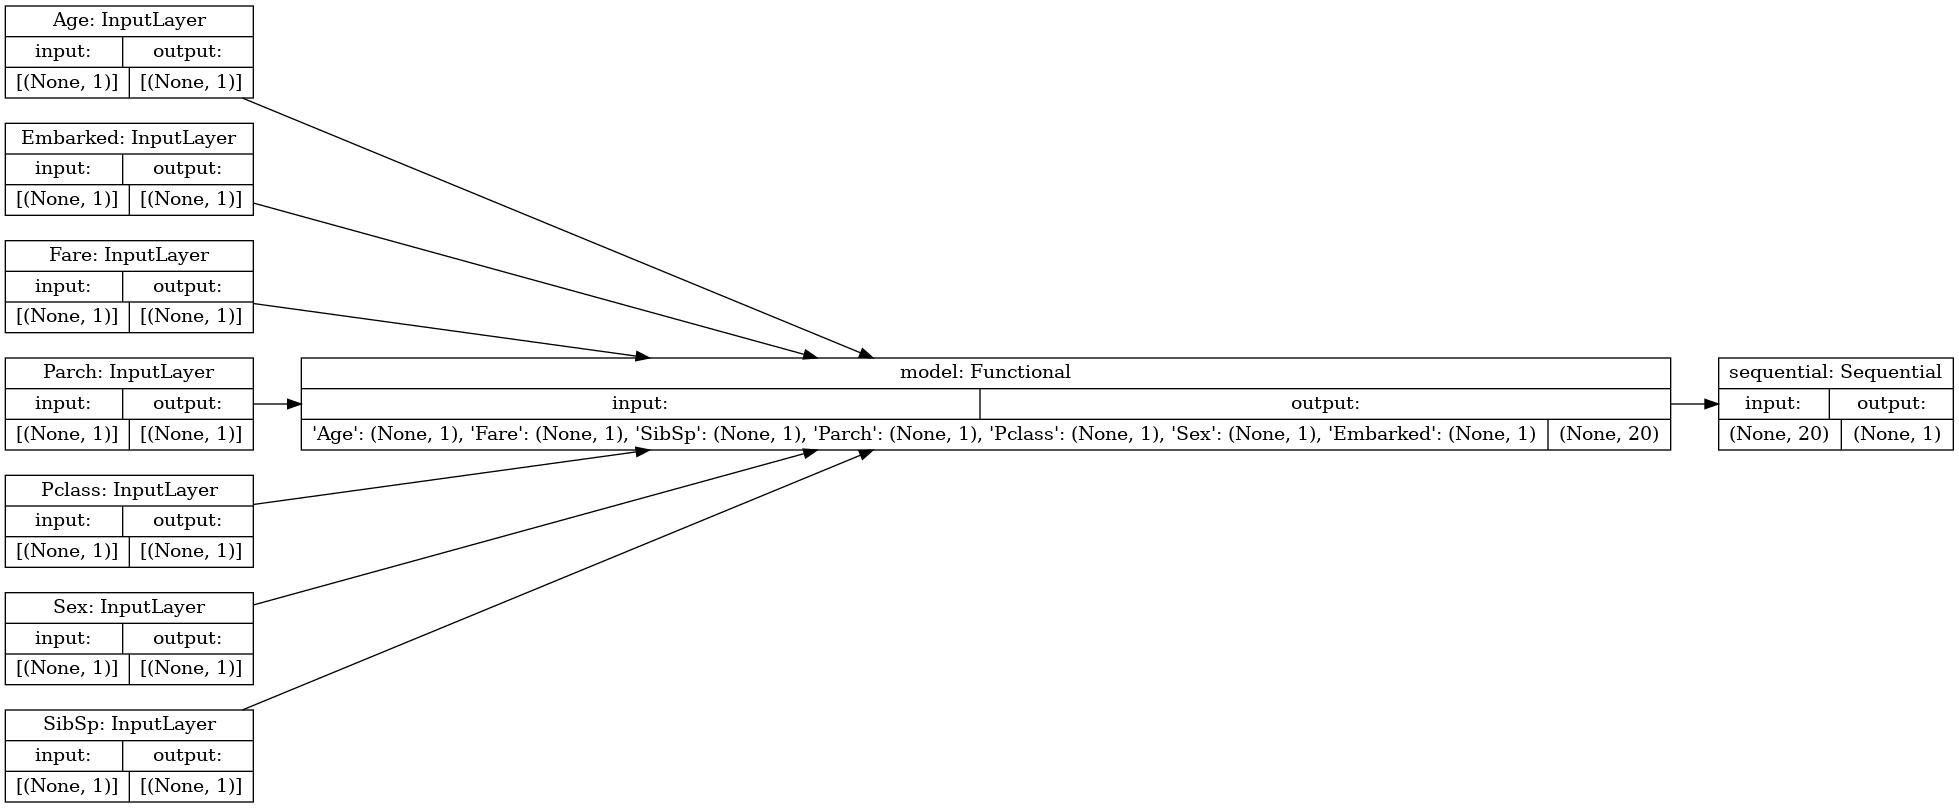 Age: InputLayer
input: output:
[(None, 1)] [(None, 1)]
Embarked: InputLayer
input: output:
[(None, 1)] [(None, 1)]
Fare: InputLayer
input: output:
[(None, 1)] [(None, 1)]
Parch: InputLayer
input: output:
[(None, 1)] [(None, 1)]
Pclass: InputLayer
input: output:
[(None, 1)] [(None, 1)]
Sex: InputLayer
input: output:
[(None, 1)] [(None, 1)]
SibSp: InputLayer
input: output:
[(None, 1)] [(None, 1)]
model: Functional
input: output:
'Age': (None, 1), 'Fare': (None, 1), 'SibSp': (None, 1), 'Parch': (None, 1), 'Pclass': (None, 1), 'Sex': (None, 1), 'Embarked': (None, 1) (None, 20)
sequential: Sequential
input: output:
(None, 20) (None, 1)